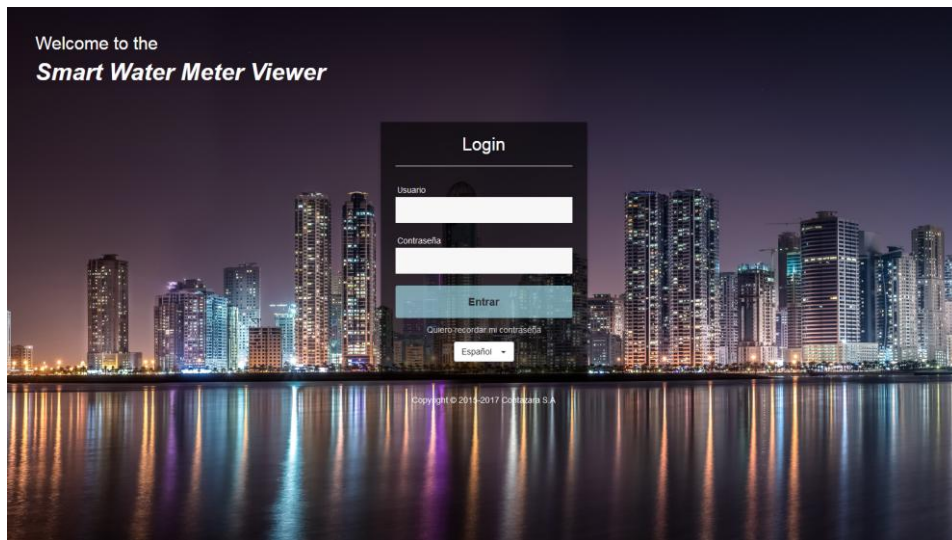 Welcome to the
Smart Water Meter Viewer
Login
Usuario
Contraseña
Entrar
Quiero recordar mi contraseña
Español
Copyright © 2015-2017 Contazara S.A